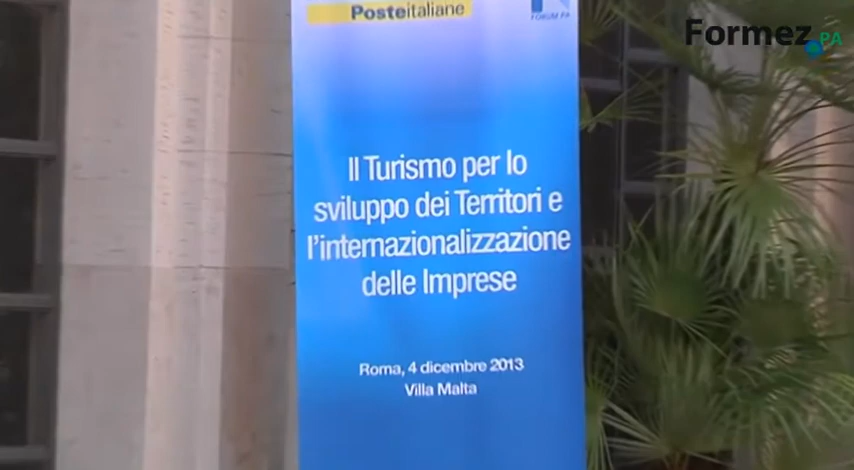 Posteitaliane
FORUM PA
Formez PA
Il Turismo per lo
sviluppo dei Territori e
l'internazionalizzazione
delle Imprese
Roma, 4 dicembre 2013
Villa Malta